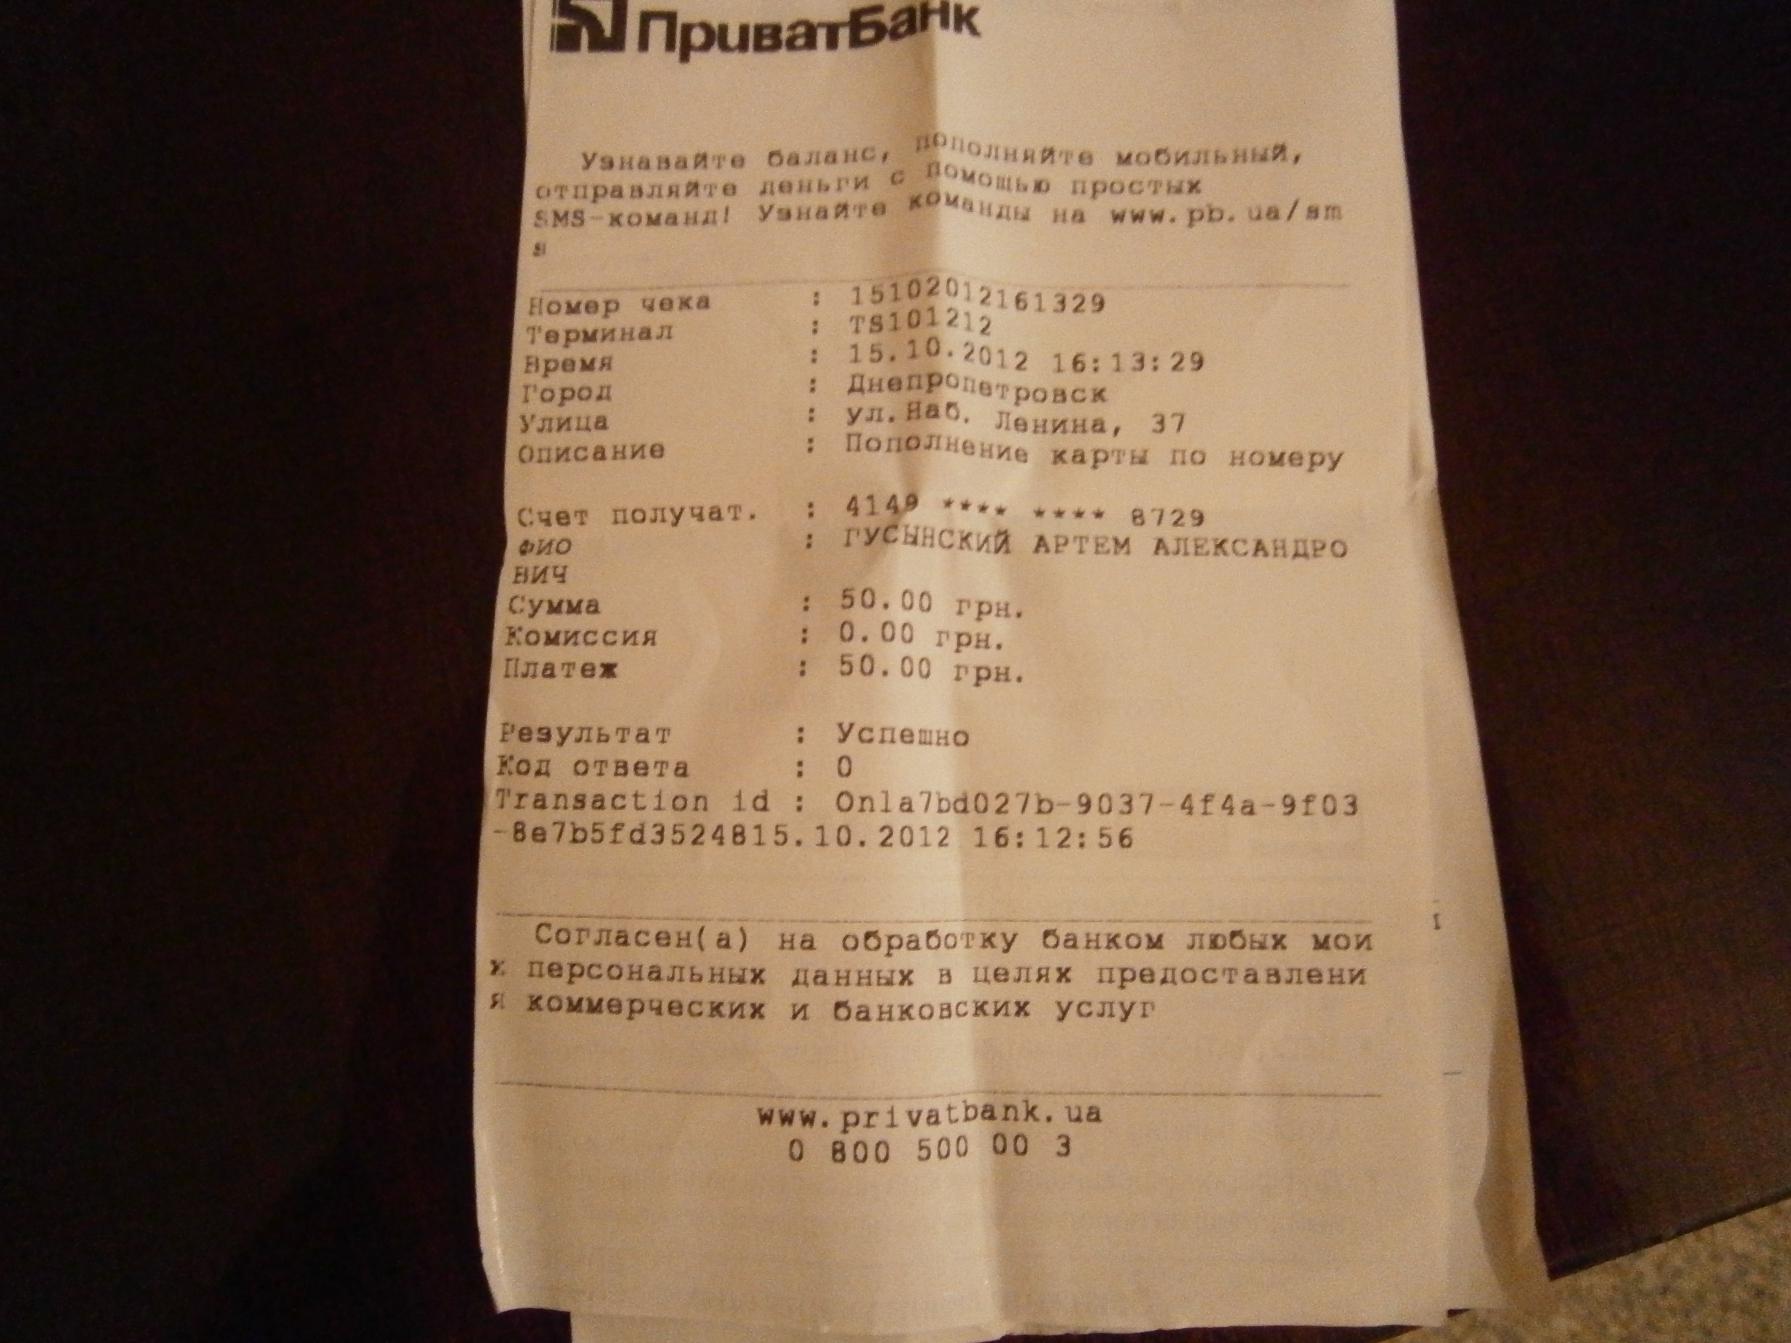 ПриватБанк
Узнавайте баланс, пополняйте мобильный,
отправляйте деньги с помощью простых
SMS-команд! Узнайте команды на www.pb.ua/sm
s
Номер чека : 15102012161329
Терминал : TS101212
Время : 15.10.2012 16:13:29
Город : Днепропетровск
Улица : ул.Наб. Ленина, 37
Описание : Пополнение карты по номеру
Счет получат. : 4149 **** **** 8729
ФИО : ГУСЫНСКИЙ АРТЕМ АЛЕКСАНДРО
ВИЧ
Сумма : 50.00 грн.
Комиссия : 0.00 грн.
Платеж : 50.00 грн.
Результат : Успешно
Код ответа : 0
Transaction id : Onla7bd027b-9037-4f4a-9f03
-8e7b5fd3524815.10.2012 16:12:56
Согласен(а) на обработку банком любых мои
х персональных данных в целях предоставлени
я коммерческих и банковских услуг
www.privatbank.ua
0 800 500 00 3